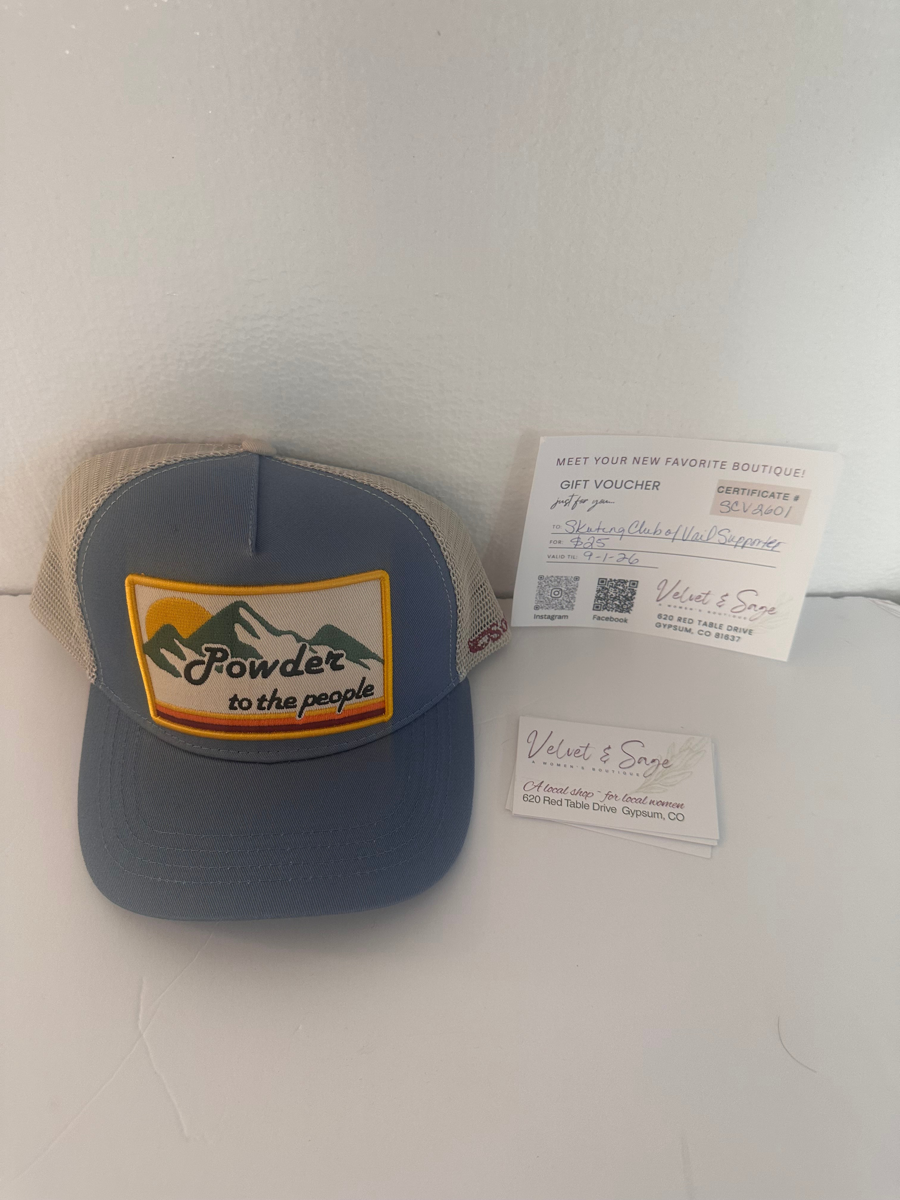 Powder
to the people
MEET YOUR NEW FAVORITE BOUTIQUE!
GIFT VOUCHER
just for you...
CERTIFICATE #
SCV2601
TO: Skating Club of Vail Supporter
FOR: $25
VALID TIL: 9-1-26
Instagram
Facebook
Velvet & Sage
A WOMEN'S BOUTIQUE
620 RED TABLE DRIVE
GYPSUM, CO 81637
Velvet & Sage
A WOMEN'S BOUTIQUE
A local shop - for local women
620 Red Table Drive Gypsum, CO